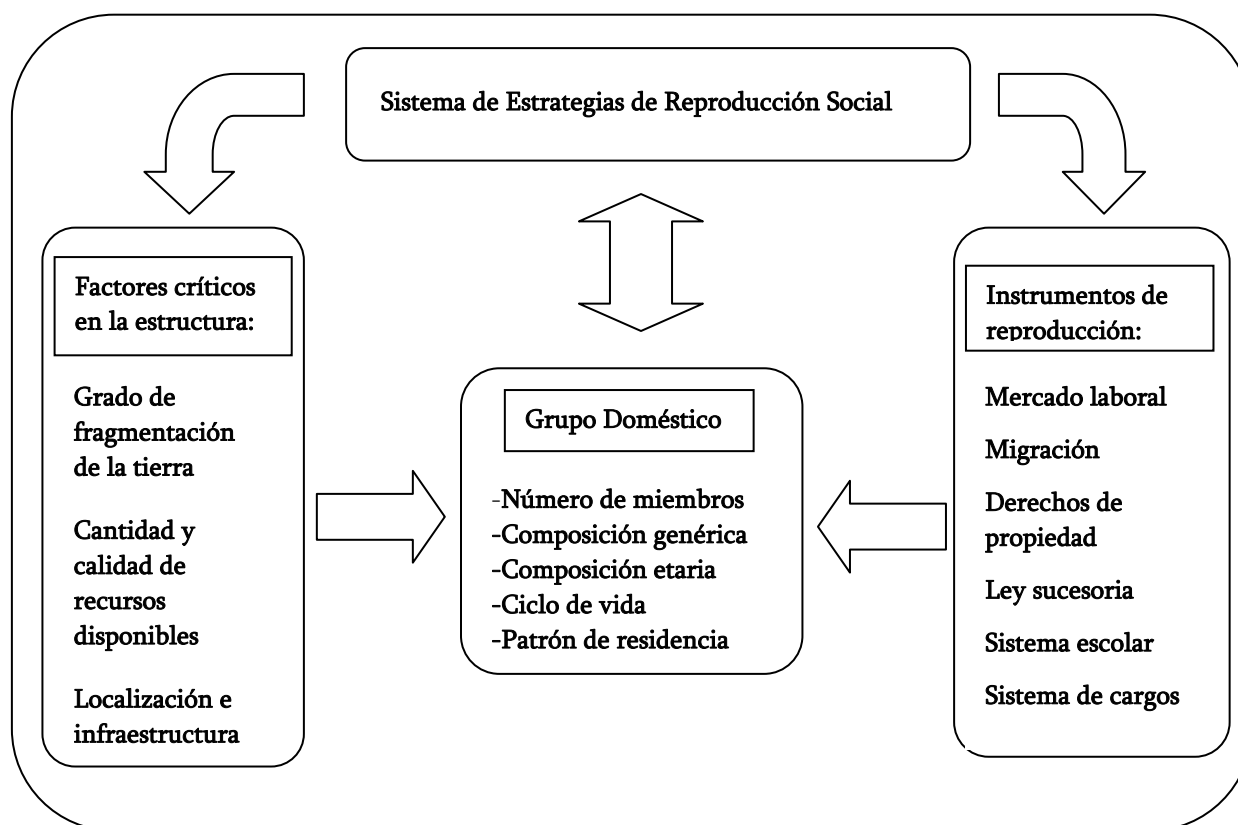 Sistema de Estrategias de Reproducción Social
Factores críticos
en la estructura:
Grado de
fragmentación
de la tierra
Cantidad y
calidad de
recursos
disponibles
Localización e
infraestructura
Grupo Doméstico
-Número de miembros
-Composición genérica
-Composición etaria
-Ciclo de vida
-Patrón de residencia
Instrumentos de
reproducción:
Mercado laboral
Migración
Derechos de
propiedad
Ley sucesoria
Sistema escolar
Sistema de cargos